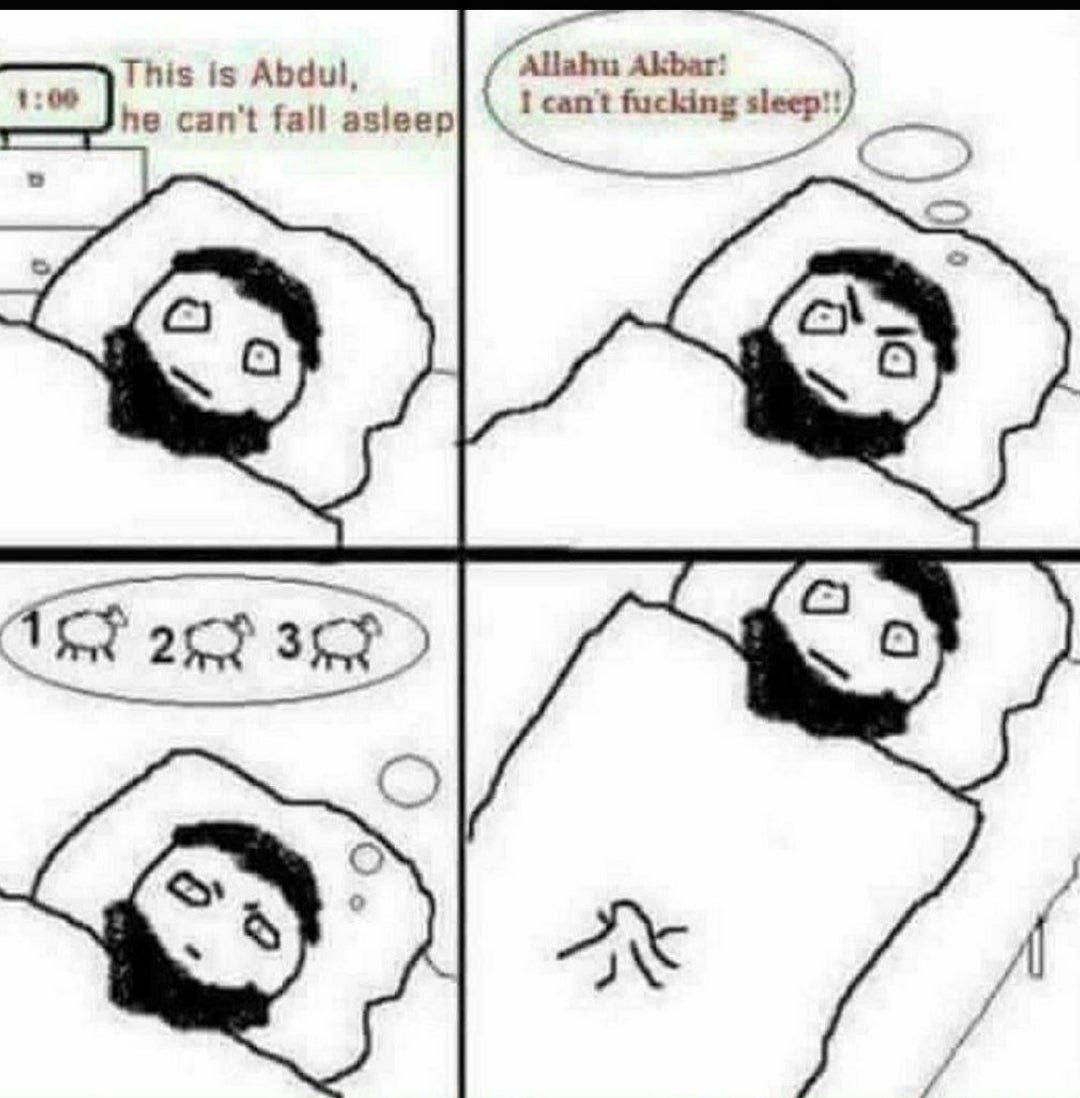 1:00
This is Abdul,
he can't fall asleep
Allahu Akbar!
I can't fucking sleep!!
1 2 3